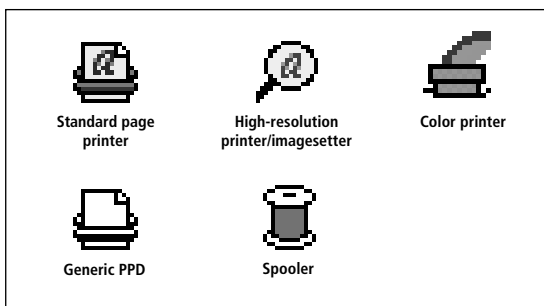 a
a
Standard page
printer
High-resolution
printer/imagesetter
Color printer
Generic PPD
Spooler